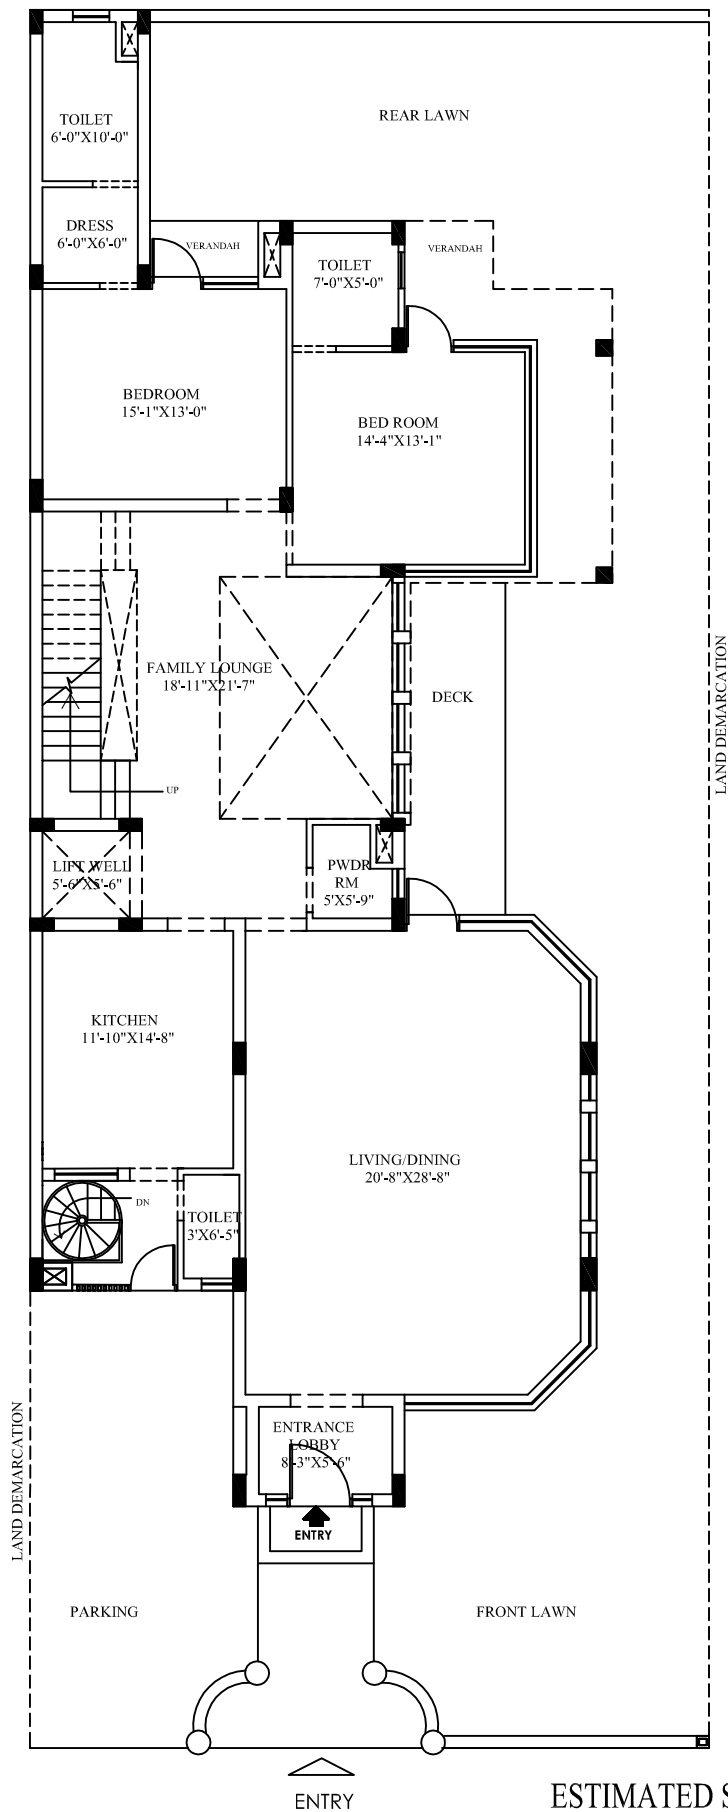 TOILET
6'-0"X10'-0"
REAR LAWN
DRESS
6'-0"X6'-0"
VERANDAH
VERANDAH
TOILET
7'-0"X5'-0"
BEDROOM
15'-1"X13'-0"
BED ROOM
14'-4"X13'-1"
FAMILY LOUNGE
18'-11"X21'-7"
DECK
LAND DEMARCATION
UP
LIFT WELL
5'-6"X5'-6"
PWDR
RM
5'X5'-9"
KITCHEN
11'-10"X14'-8"
LIVING/DINING
20'-8"X28'-8"
DN
TOILET
3'X6'-5"
LAND DEMARCATION
ENTRANCE
LOBBY
8'-3"X5'-6"
ENTRY
PARKING
FRONT LAWN
ENTRY
ESTIMATED S